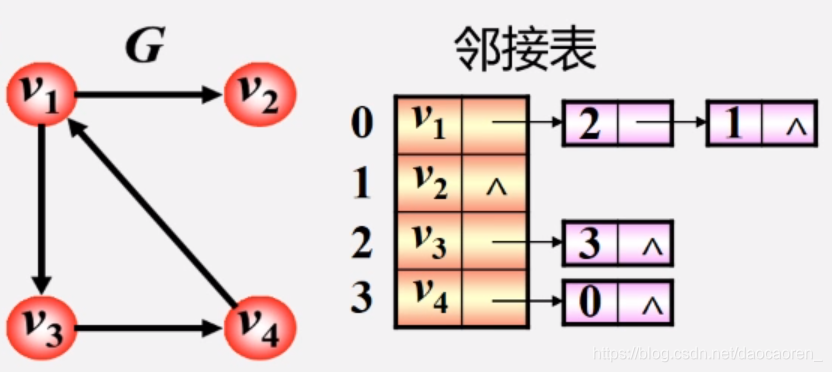 G
v1
v2
v3
v4
邻接表
0 v1 2 1 ∧
1 v2 ∧
2 v3 3 ∧
3 v4 0 ∧
https://blog.csdn.net/daocaoren_